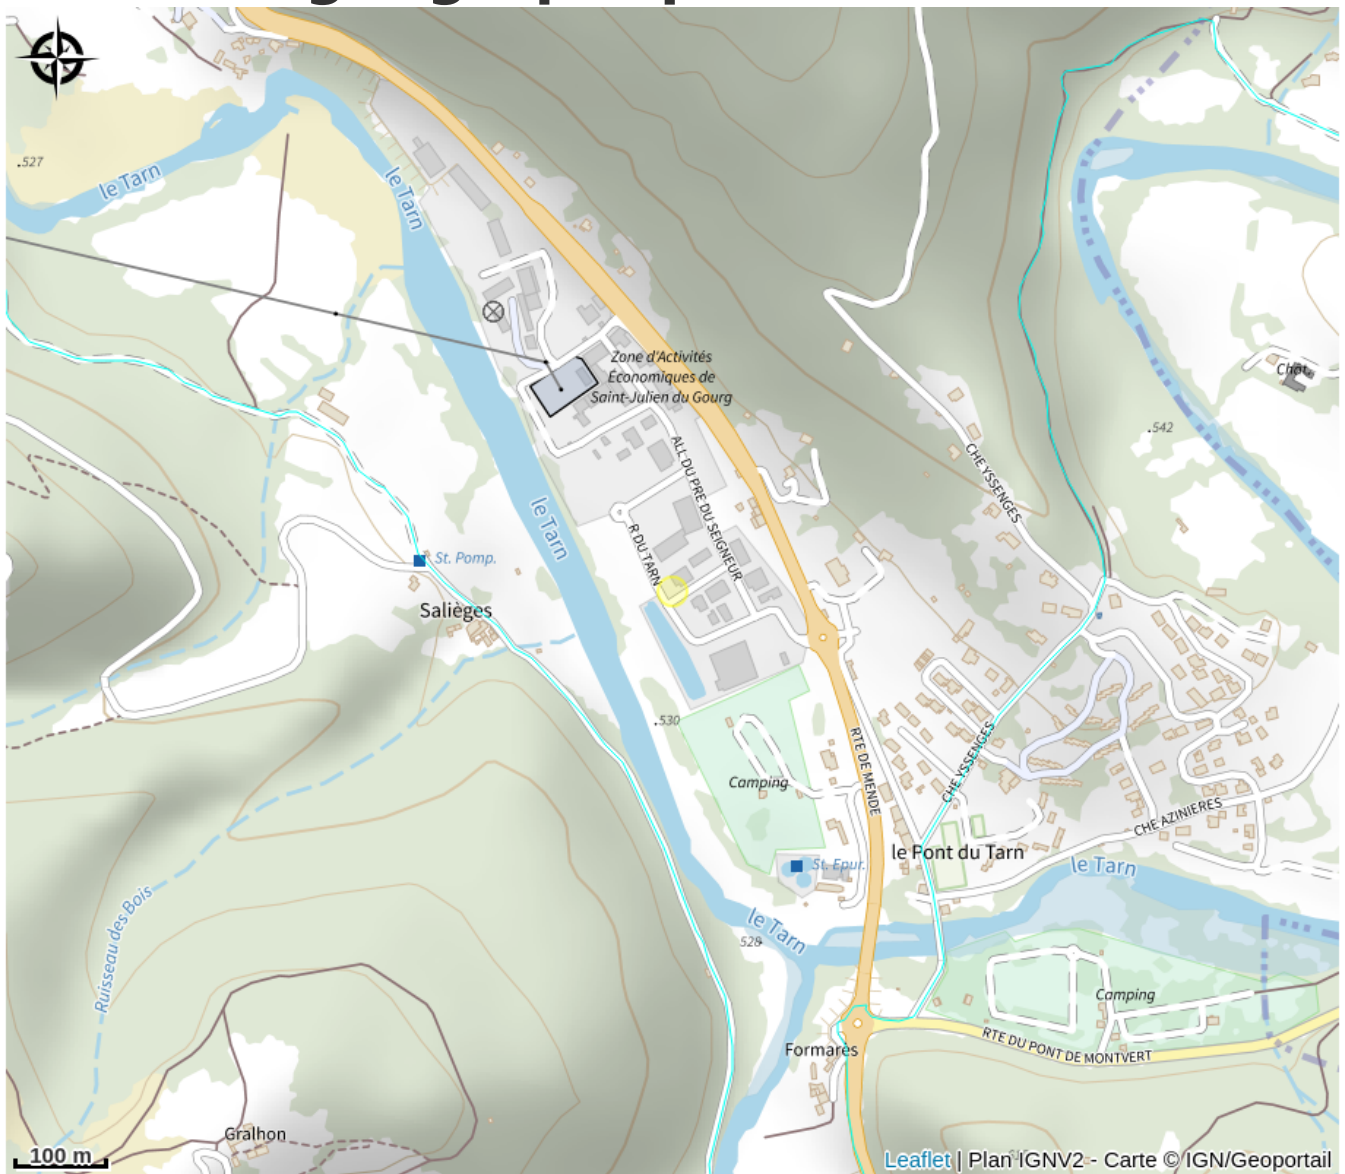 .527
le Tarn
le Tarn
Zone d'Activités
Économiques de
Saint-Julien du Gourg
Chat.
.542
ALL DU PRE DU SEIGNEUR
CHE YSSENGES
le Tarn
R DU TARN
St. Pomp.
Salièges
.530
RTE DE MENDE
CHE YSSENGES
Camping
CHE AZINIERES
le Pont du Tarn
St. Epur.
le Tarn
Ruisseau des Bois
le Tarn
528
Camping
RTE DU PONT DE MONTVERT
Formarès
Gralhon
100 m
Leaflet | Plan IGNV2 - Carte © IGN/Geoportail